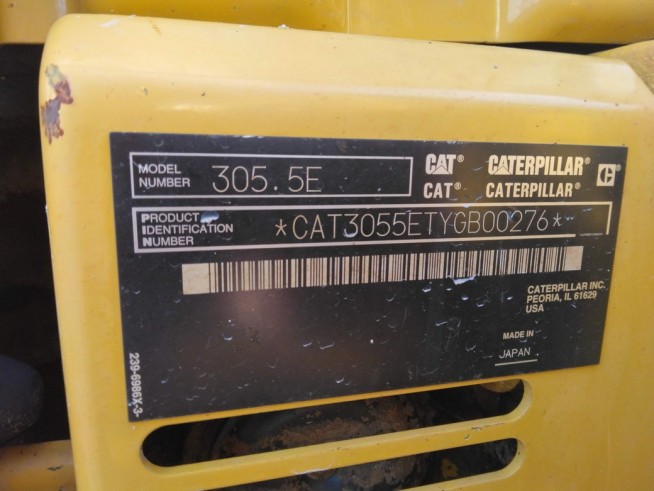 MODEL
NUMBER 305.5E
CAT® CATERPILLAR® C®
CAT® CATERPILLAR®
PRODUCT
IDENTIFICATION
NUMBER *CAT3055ETYGB00276*
CATERPILLAR INC.
PEORIA, IL 61629
USA
MADE IN
JAPAN
239-6986X-3-